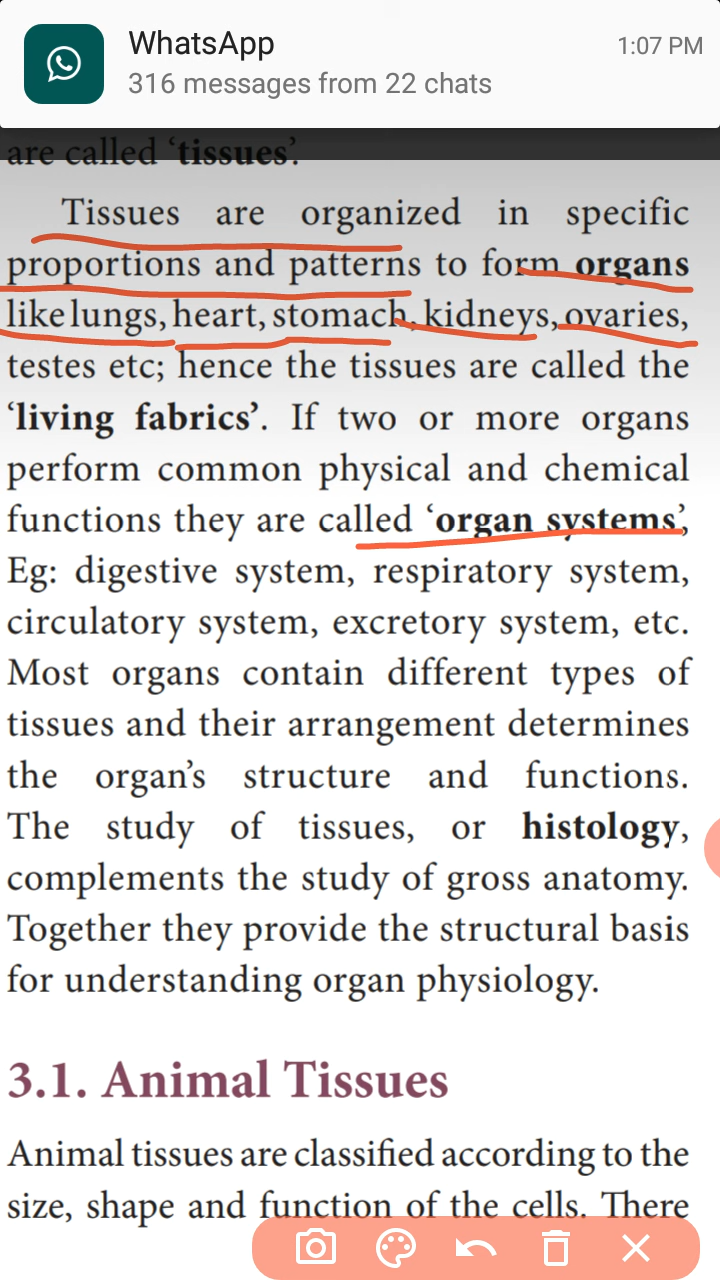 WhatsApp
1:07 PM
316 messages from 22 chats
are called ‘tissues’.
Tissues are organized in specific
proportions and patterns to form organs
like lungs, heart, stomach, kidneys, ovaries,
testes etc; hence the tissues are called the
‘living fabrics’. If two or more organs
perform common physical and chemical
functions they are called ‘organ systems’,
Eg: digestive system, respiratory system,
circulatory system, excretory system, etc.
Most organs contain different types of
tissues and their arrangement determines
the organ’s structure and functions.
The study of tissues, or histology,
complements the study of gross anatomy.
Together they provide the structural basis
for understanding organ physiology.
3.1. Animal Tissues
Animal tissues are classified according to the
size, shape and function of the cells. There